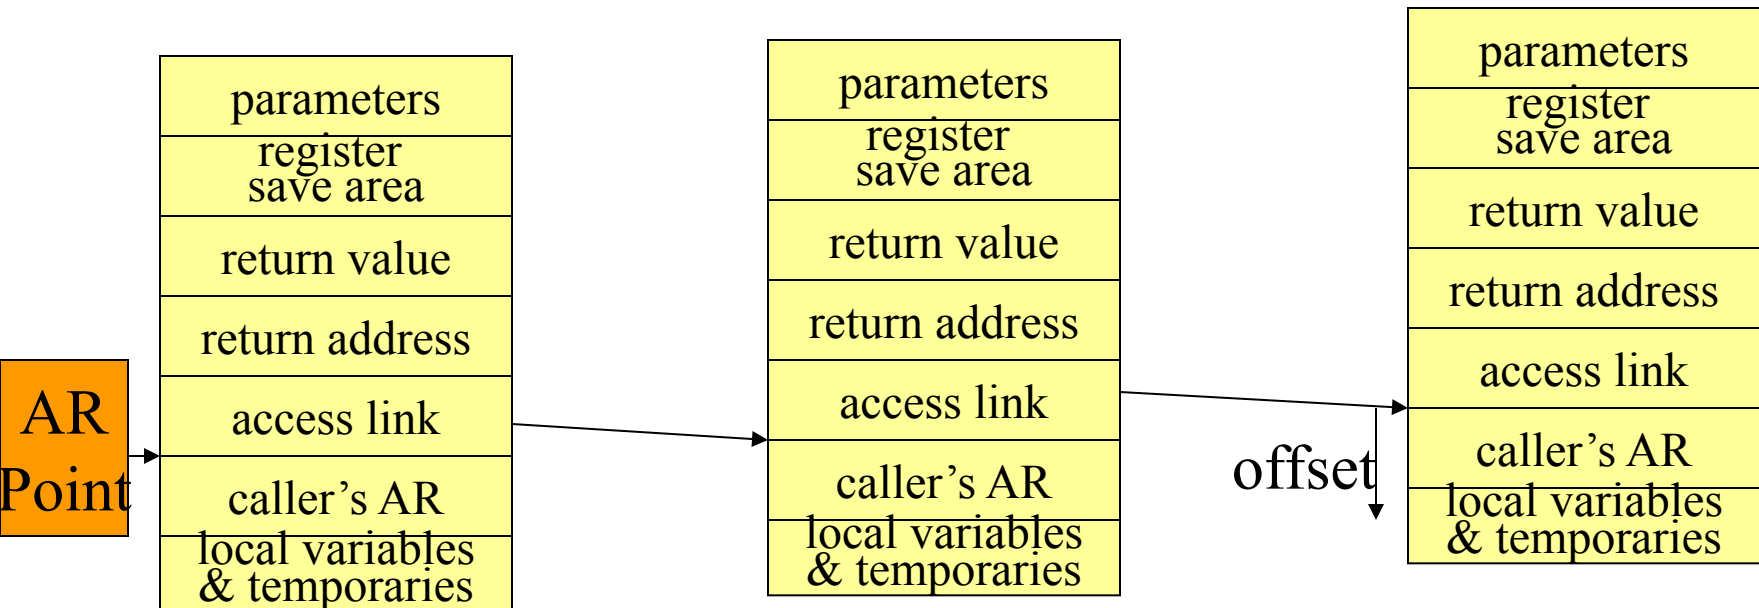 AR
Point
parameters
register
save area
return value
return address
access link
caller’s AR
local variables
& temporaries
parameters
register
save area
return value
return address
access link
caller’s AR
local variables
& temporaries
offset
parameters
register
save area
return value
return address
access link
caller’s AR
local variables
& temporaries